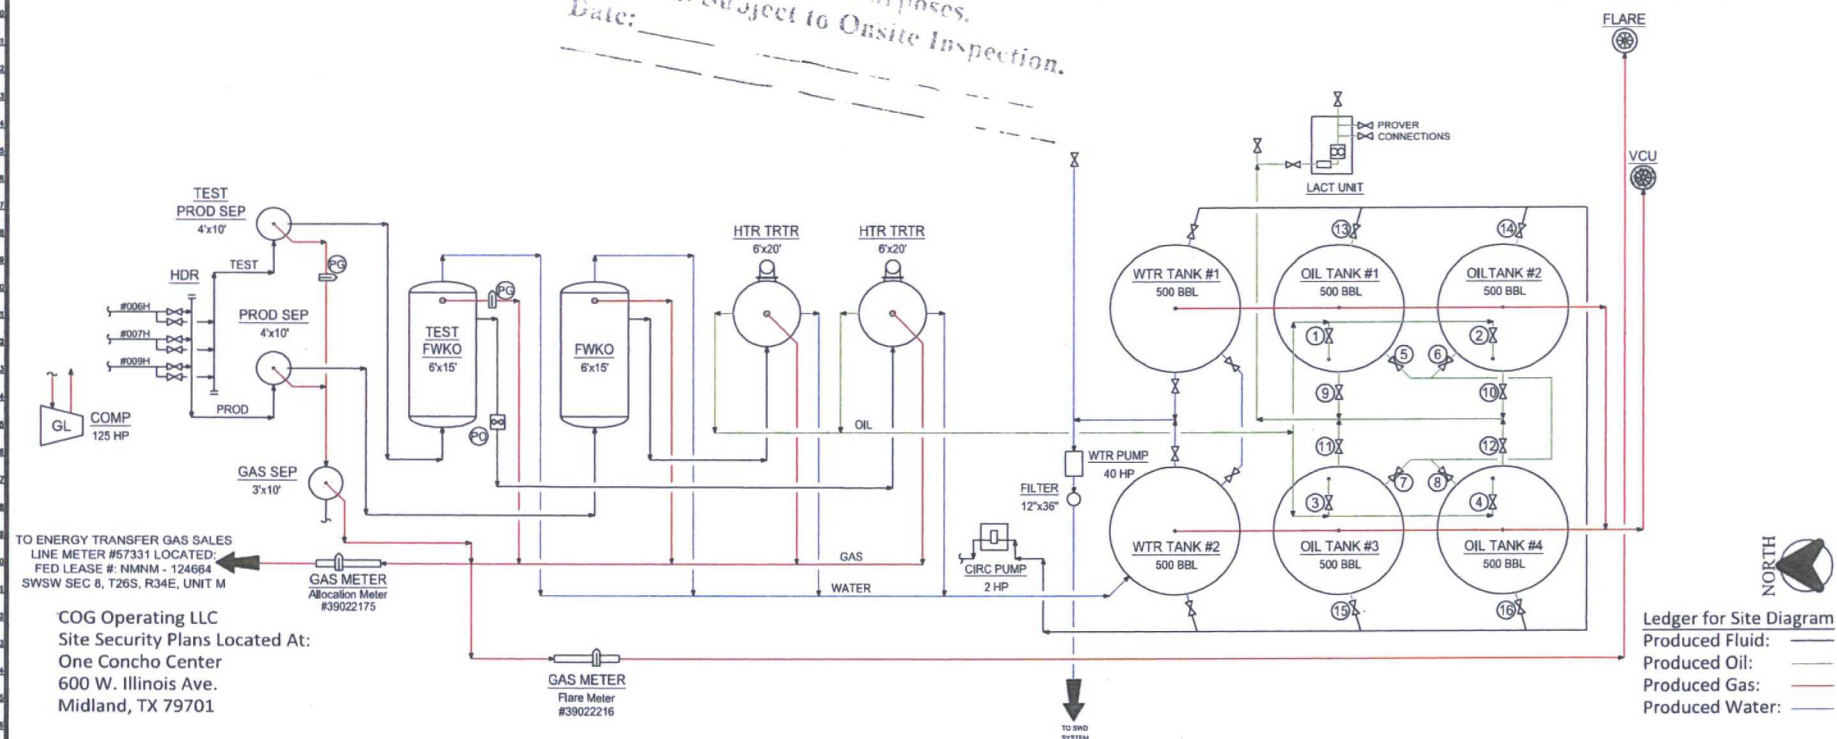 Subject to Onsite Inspection.
Date:
FLARE
PROVER
CONNECTIONS
LACT UNIT
VCU
TEST
PROD SEP
4'x10'
HDR
TEST
PG
#006H
#007H
#009H
PROD SEP
4'x10'
PROD
GL
COMP
125 HP
GAS SEP
3'x10'
TEST
FWKO
6'x15'
PG
PO
FWKO
6'x15'
HTR TRTR
6'x20'
HTR TRTR
6'x20'
OIL
GAS
WATER
WTR TANK #1
500 BBL
OIL TANK #1
500 BBL
OIL TANK #2
500 BBL
13
14
1
2
5
6
9
10
11
12
7
8
3
4
WTR PUMP
40 HP
FILTER
12"x36"
CIRC PUMP
2 HP
WTR TANK #2
500 BBL
OIL TANK #3
500 BBL
OIL TANK #4
500 BBL
15
16
TO ENERGY TRANSFER GAS SALES
LINE METER #57331 LOCATED:
FED LEASE #: NMNM - 124664
SWSW SEC 8, T26S, R34E, UNIT M
GAS METER
Allocation Meter
#39022175
GAS METER
Flare Meter
#39022216
TO SWD
SYSTEM
COG Operating LLC
Site Security Plans Located At:
One Concho Center
600 W. Illinois Ave.
Midland, TX 79701
NORTH
Ledger for Site Diagram
Produced Fluid:
Produced Oil:
Produced Gas:
Produced Water: